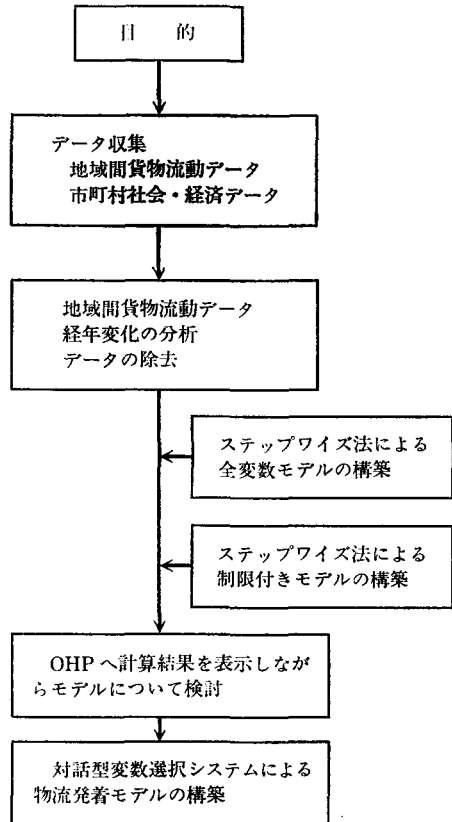 目　的
データ収集
地域間貨物流動データ
市町村社会・経済データ
地域間貨物流動データ
経年変化の分析
データの除去
ステップワイズ法による
全変数モデルの構築
ステップワイズ法による
制限付きモデルの構築
OHPへ計算結果を表示しなが
らモデルについて検討
対話型変数選択システムによる
物流発着モデルの構築